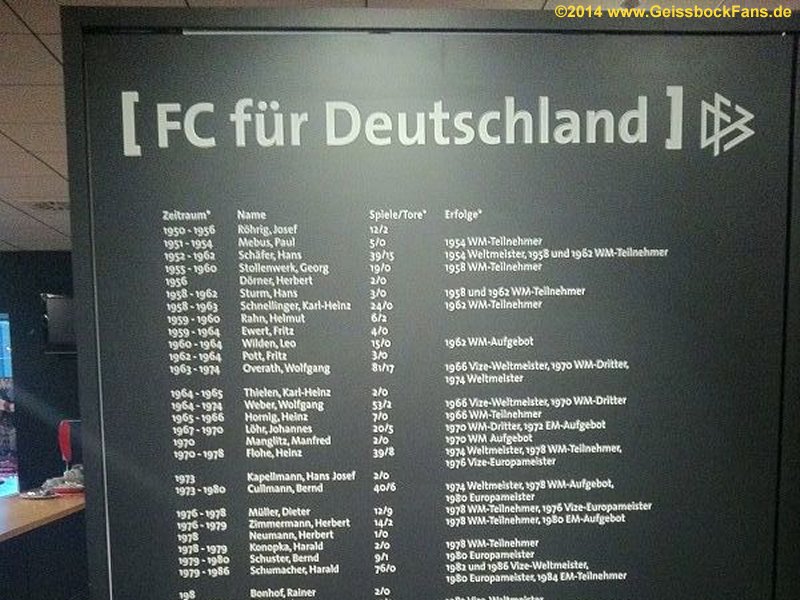 ©2014 www.GeissbockFans.de
[ FC für Deutschland ] DFB
Zeitraum* Name Spiele/Tore* Erfolge*
1950 - 1956 Röhrig, Josef 12/2
1951 - 1954 Mebus, Paul 5/0 1954 WM-Teilnehmer
1952 - 1962 Schäfer, Hans 39/15 1954 Weltmeister, 1958 und 1962 WM-Teilnehmer
1955 - 1960 Stollenwerk, Georg 19/0 1958 WM-Teilnehmer
1956 Dörner, Herbert 2/0
1958 - 1962 Sturm, Hans 3/0 1958 und 1962 WM-Teilnehmer
1958 - 1963 Schnellinger, Karl-Heinz 24/0 1962 WM-Teilnehmer
1959 - 1960 Rahn, Helmut 6/2
1959 - 1964 Ewert, Fritz 4/0
1960 - 1964 Wilden, Leo 15/0 1962 WM-Aufgebot
1962 - 1964 Pott, Fritz 3/0
1963 - 1974 Overath, Wolfgang 81/17 1966 Vize-Weltmeister, 1970 WM-Dritter,
1974 Weltmeister
1964 - 1965 Thielen, Karl-Heinz 2/0
1964 - 1974 Weber, Wolfgang 53/2 1966 Vize-Weltmeister, 1970 WM-Dritter
1965 - 1966 Hornig, Heinz 7/0 1966 WM-Teilnehmer
1967 - 1970 Löhr, Johannes 20/5 1970 WM-Dritter, 1972 EM-Aufgebot
1970 Manglitz, Manfred 2/0 1970 WM Aufgebot
1970 - 1978 Flohe, Heinz 39/8 1974 Weltmeister, 1978 WM-Teilnehmer,
1976 Vize-Europameister
1973 Kapellmann, Hans Josef 2/0
1973 - 1980 Cullmann, Bernd 40/6 1974 Weltmeister, 1978 WM-Aufgebot,
1980 Europameister
1976 - 1978 Müller, Dieter 12/9 1978 WM-Teilnehmer, 1976 Vize-Europameister
1976 - 1979 Zimmermann, Herbert 14/2 1978 WM-Teilnehmer, 1980 EM-Aufgebot
1978 Neumann, Herbert 1/0
1978 - 1979 Konopka, Harald 2/0 1978 WM-Teilnehmer
1979 - 1980 Schuster, Bernd 9/1 1980 Europameister
1979 - 1986 Schumacher, Harald 76/0 1982 und 1986 Vize-Weltmeister,
1980 Europameister, 1984 EM-Teilnehmer
198 Bonhof, Rainer 2/0